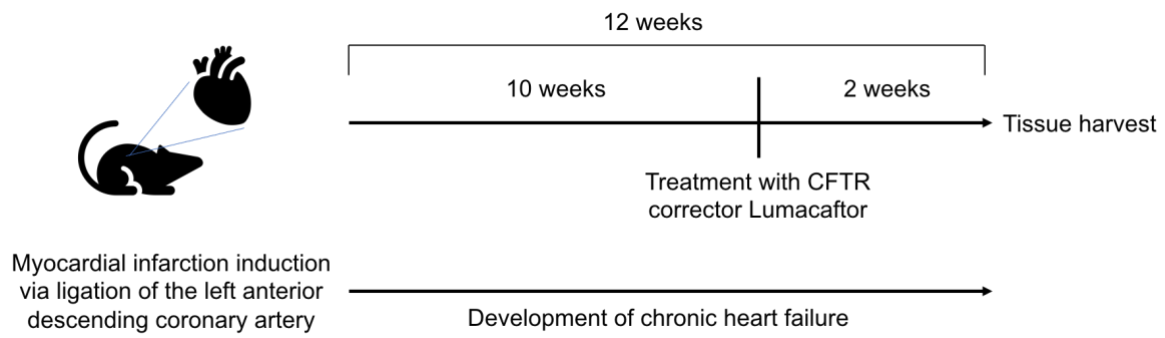 12 weeks
10 weeks
2 weeks
Tissue harvest
Treatment with CFTR
corrector Lumacaftor
Myocardial infarction induction
via ligation of the left anterior
descending coronary artery
Development of chronic heart failure